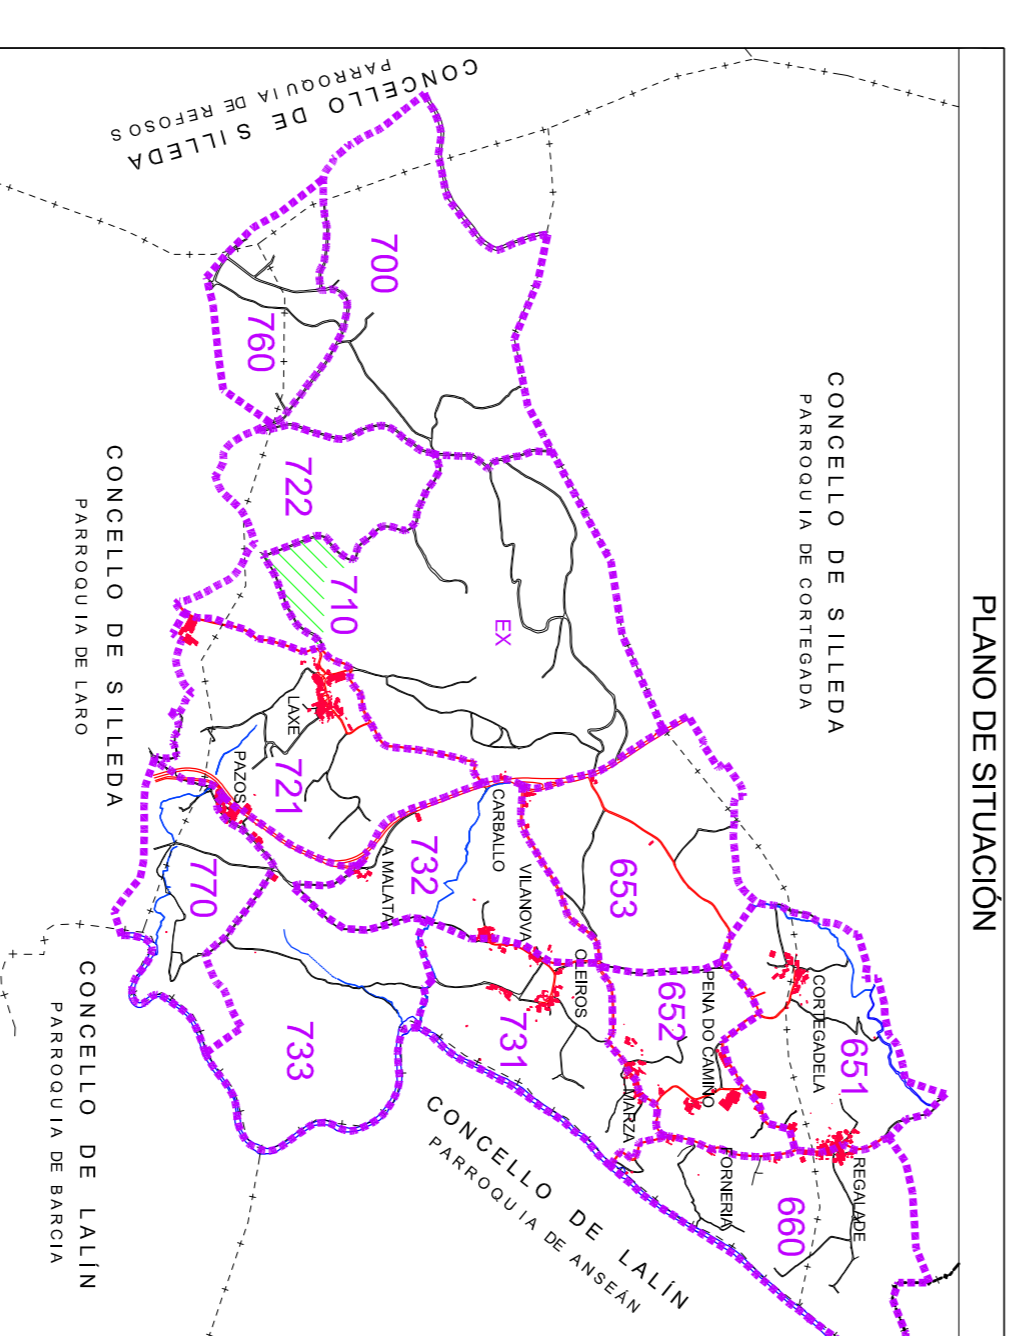 PLANO DE SITUACIÓN
CONCELLO DE SILLEDA
PARROQUIA DE REFOSOS
CONCELLO DE SILLEDA
PARROQUIA DE CORTEGADA
CONCELLO DE SILLEDA
PARROQUIA DE LARO
CONCELLO DE LALÍN
PARROQUIA DE BARCIA
CONCELLO DE LALÍN
PARROQUIA DE ANSEÁN
700
760
722
710
EX
LAXE
721
PAZOS
770
CARBALLO
732
A MALATA
VILANOVA
653
OLEIROS
731
733
652
PENA DO CAMIÑO
MARZA
CORTEGADELA
651
FORNERIA
660
REGALADE